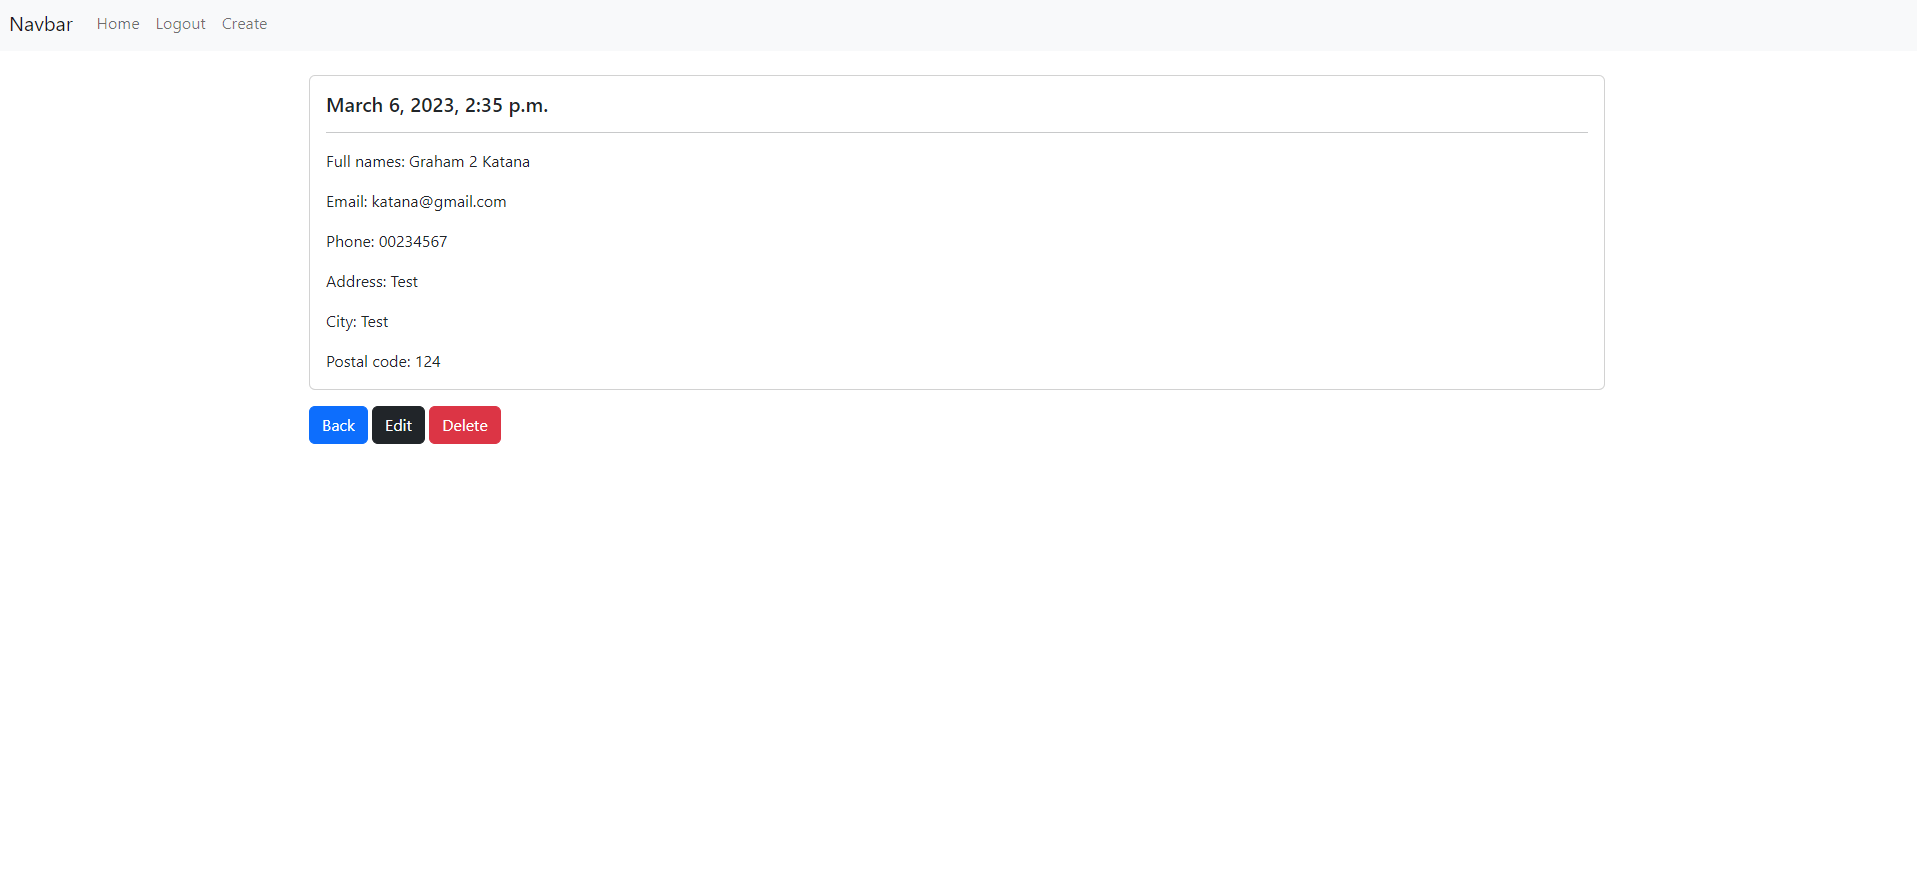 Navbar Home Logout Create
March 6, 2023, 2:35 p.m.
Full names: Graham 2 Katana
Email: katana@gmail.com
Phone: 00234567
Address: Test
City: Test
Postal code: 124
Back Edit Delete